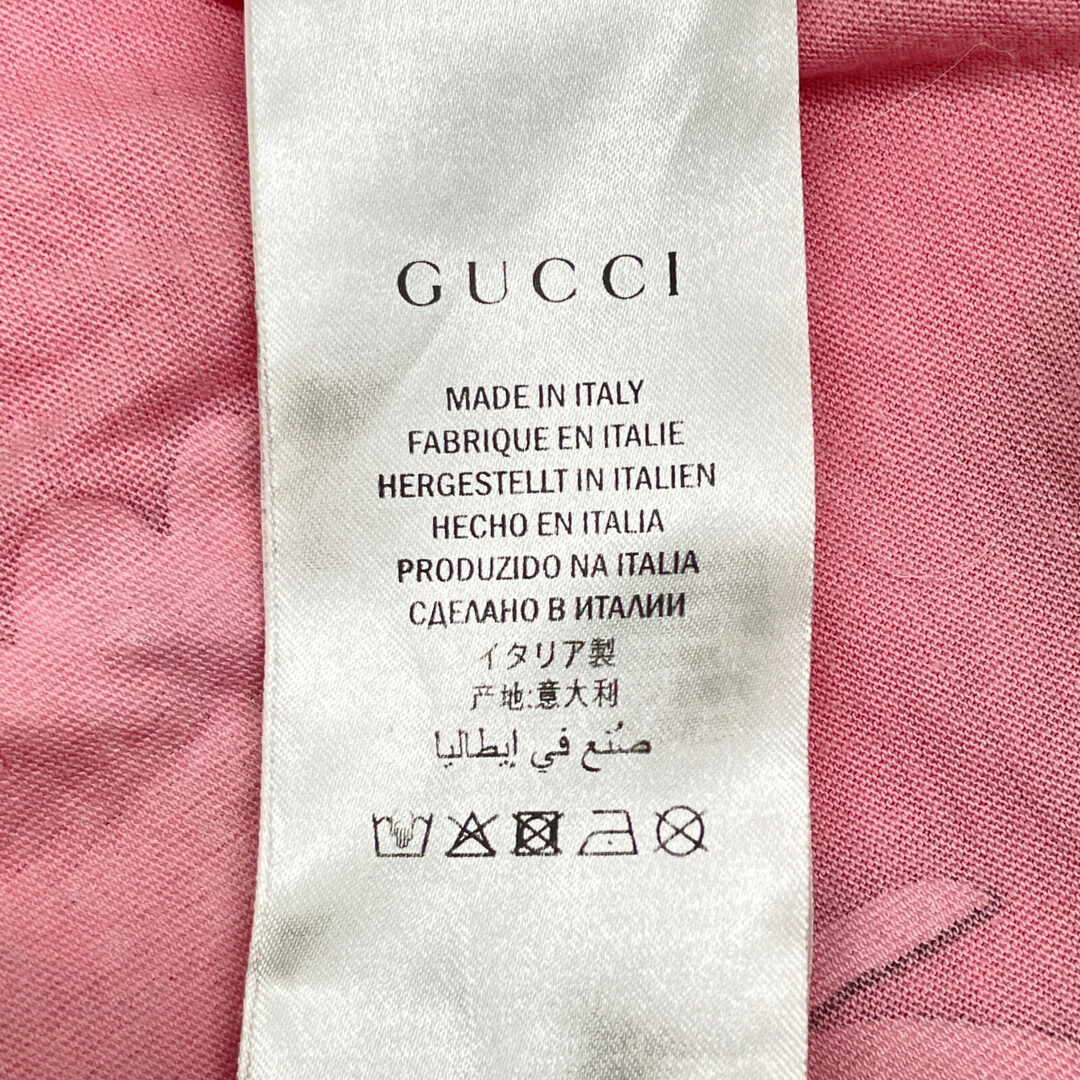 GUCCI
MADE IN ITALY
FABRIQUE EN ITALIE
HERGESTELLT IN ITALIEN
HECHO EN ITALIA
PRODUZIDO NA ITALIA
СДЕЛАНО В ИТАЛИИ
イタリア製
产地:意大利
صُنع في إيطاليا